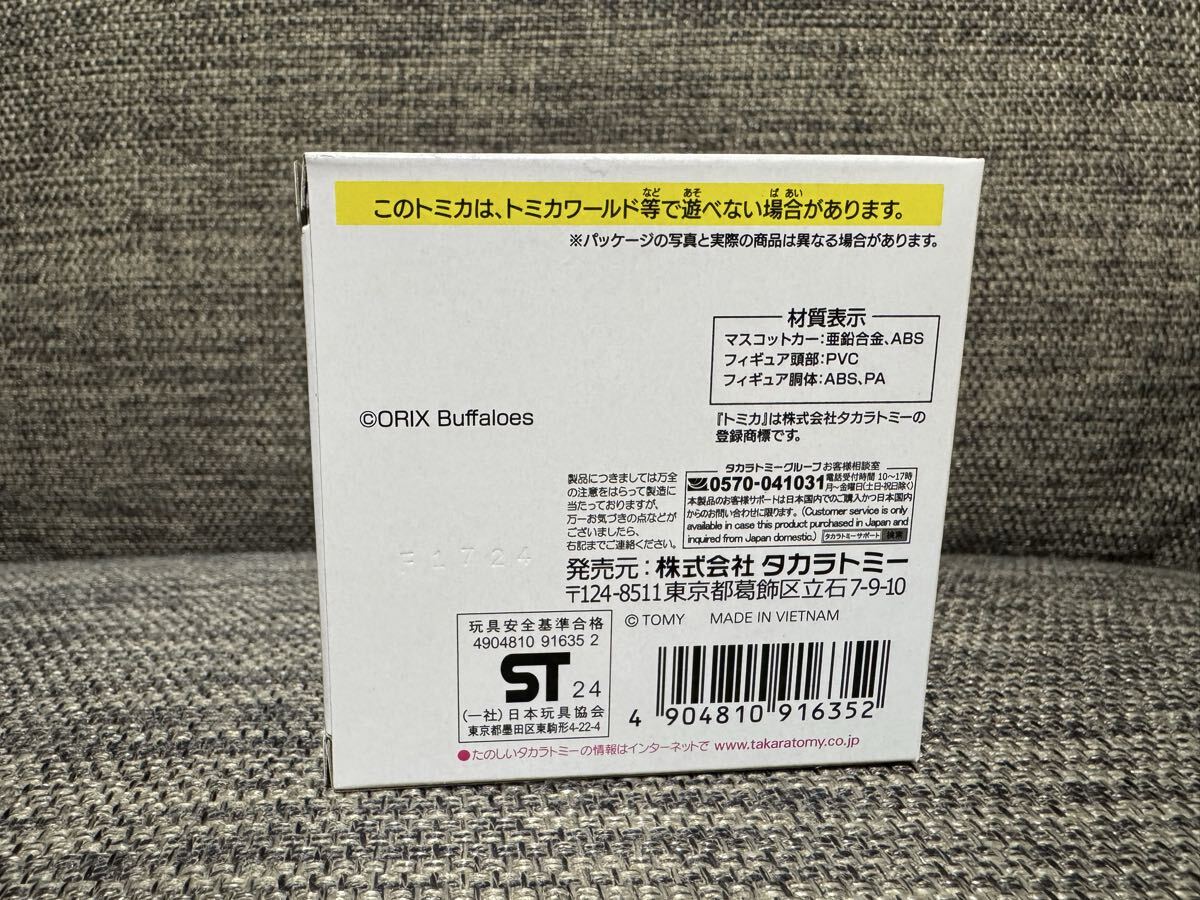 このトミカは、トミカワールド等で遊べない場合があります。
など あそ ば あい
※パッケージの写真と実際の商品は異なる場合があります。
材質表示
マスコットカー:亜鉛合金、ABS
フィギュア頭部:PVC
フィギュア胴体:ABS、PA
©ORIX Buffaloes
『トミカ』は株式会社タカラトミーの
登録商標です。
製品につきましては万全
の注意をはらって製造に
当たっておりますが、
万一お気づきの点などが
ございましたら、
右記までご連絡ください。
タカラトミーグループお客様相談室
0570-041031 電話受付時間 10〜17時
月〜金曜日(土・日・祝日除く)
本製品のお客様サポートは日本国内でのご購入かつ日本国内
からのお問い合わせに限ります。(Customer service is only
available in case this product purchased in Japan and
inquired from Japan domestic.) タカラトミーサポート 検索
1724
発売元:株式会社 タカラトミー
〒124-8511 東京都葛飾区立石7-9-10
© TOMY MADE IN VIETNAM
玩具安全基準合格
4904810 91635 2
ST 24
(一社)日本玩具協会
東京都墨田区東駒形4-22-4
4 904810 916352
●たのしいタカラトミーの情報はインターネットで www.takaratomy.co.jp